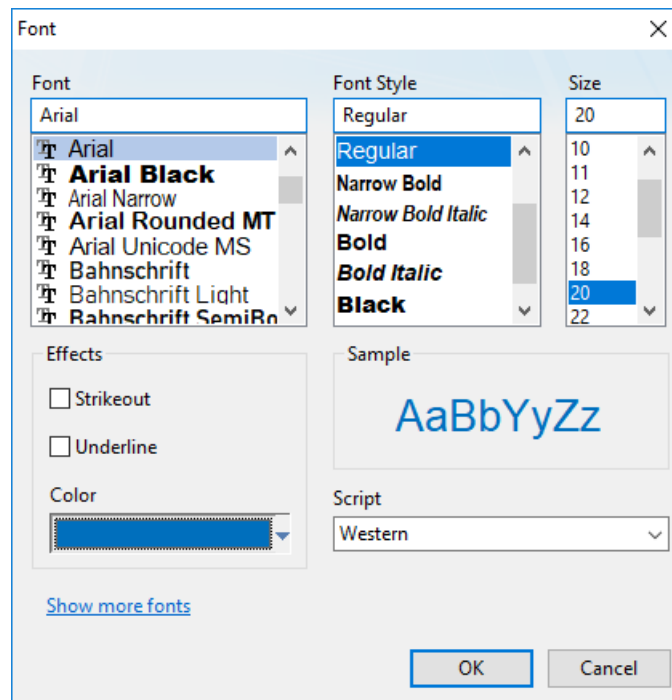 Font
Font
Arial
Arial
Arial Black
Arial Narrow
Arial Rounded MT
Arial Unicode MS
Bahnschrift
Bahnschrift Light
Bahnschrift SemiBo
Font Style
Regular
Regular
Narrow Bold
Narrow Bold Italic
Bold
Bold Italic
Black
Size
20
10
11
12
14
16
18
20
22
Effects
Strikeout
Underline
Color
Sample
AaBbYyZz
Script
Western
Show more fonts
OK
Cancel